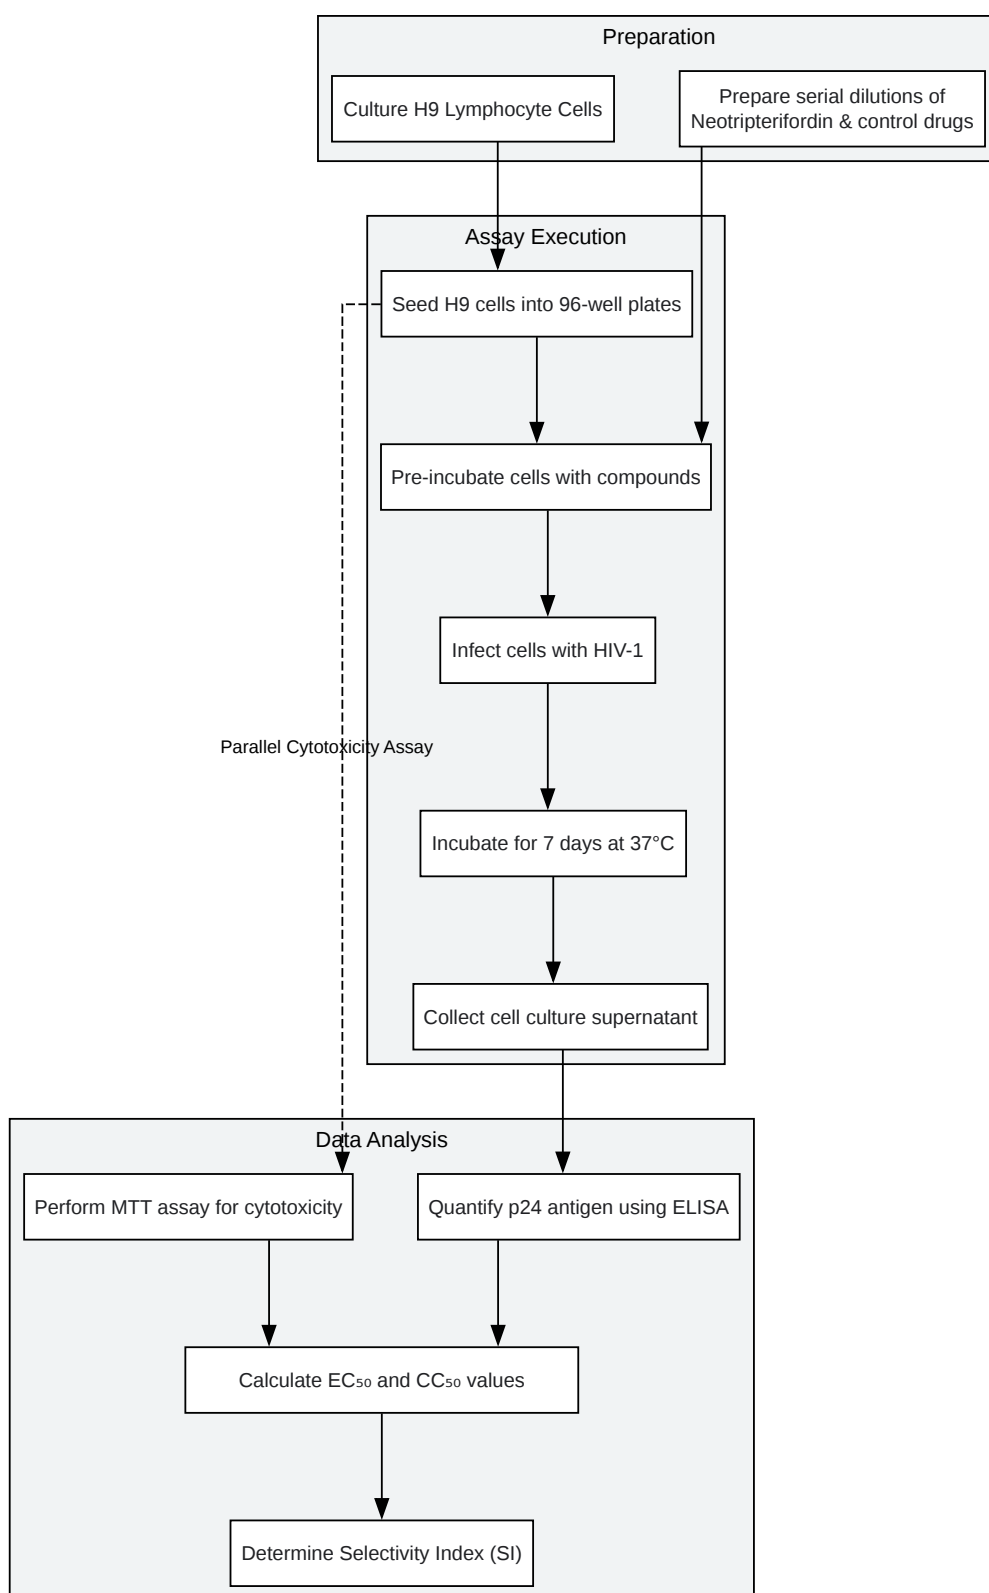 Preparation
Culture H9 Lymphocyte Cells
Prepare serial dilutions of
Neotripterifordin & control drugs
Assay Execution
Seed H9 cells into 96-well plates
Pre-incubate cells with compounds
Infect cells with HIV-1
Parallel Cytotoxicity Assay
Incubate for 7 days at 37°C
Collect cell culture supernatant
Data Analysis
Perform MTT assay for cytotoxicity
Quantify p24 antigen using ELISA
Calculate EC₅₀ and CC₅₀ values
Determine Selectivity Index (SI)